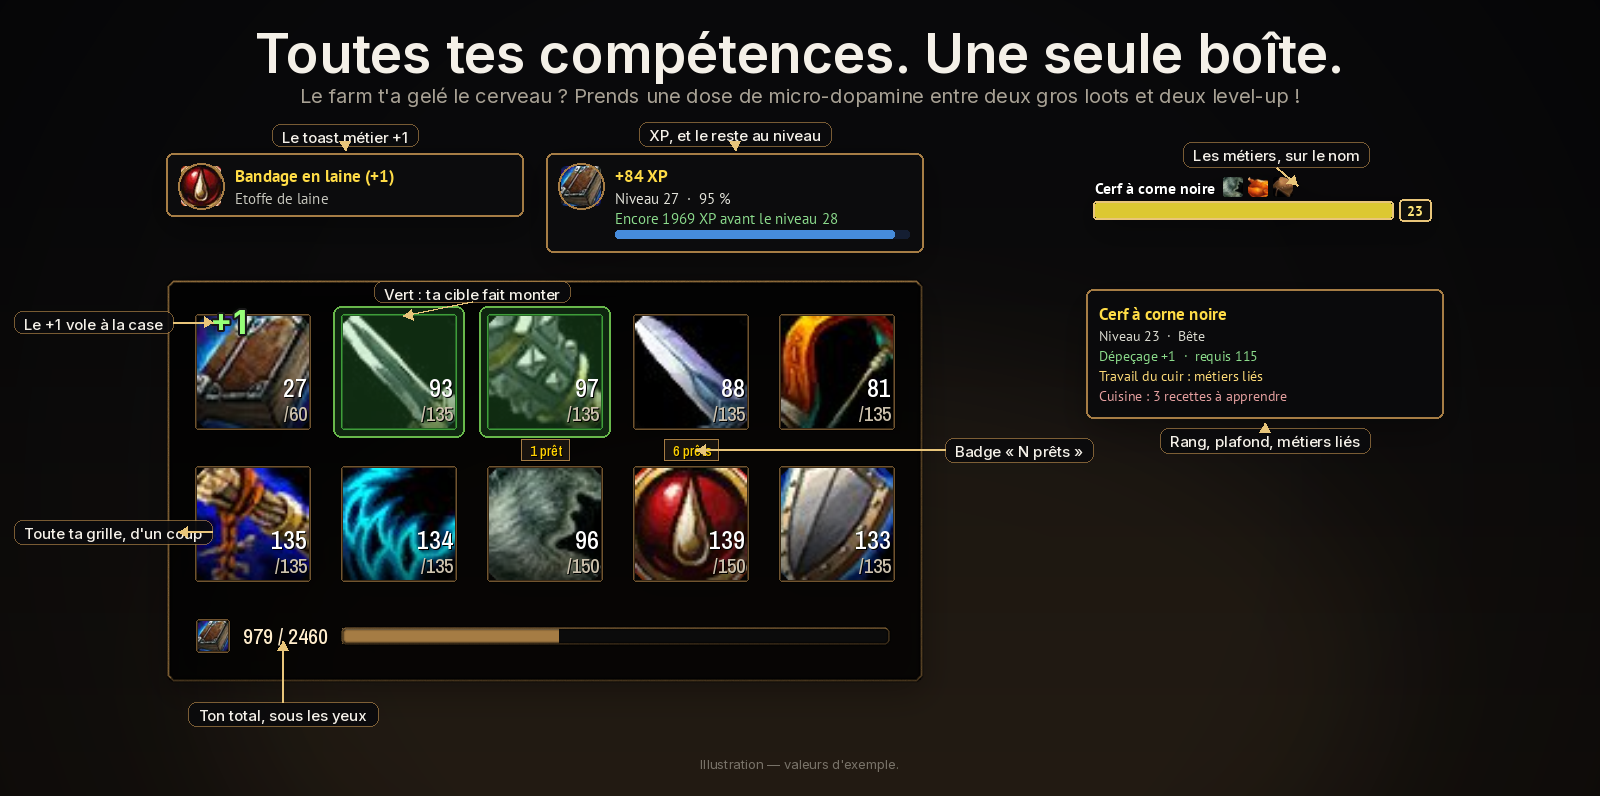 Toutes tes compétences. Une seule boîte.
Le farm t'a gelé le cerveau ? Prends une dose de micro-dopamine entre deux gros loots et deux level-up !
Le toast métier +1
Bandage en laine (+1)
Etoffe de laine
XP, et le reste au niveau
+84 XP
Niveau 27 · 95 %
Encore 1969 XP avant le niveau 28
Les métiers, sur le nom
Cerf à corne noire
23
Vert : ta cible fait monter
Le +1 vole à la case
+1
27
/60
93
/135
97
/135
88
/135
81
/135
1 prêt
6 prêts
Badge « N prêts »
Cerf à corne noire
Niveau 23 · Bête
Dépeçage +1 · requis 115
Travail du cuir : métiers liés
Cuisine : 3 recettes à apprendre
Rang, plafond, métiers liés
Toute ta grille, d'un coup
135
/135
134
/135
96
/150
139
/150
133
/135
979 / 2460
Ton total, sous les yeux
Illustration — valeurs d'exemple.